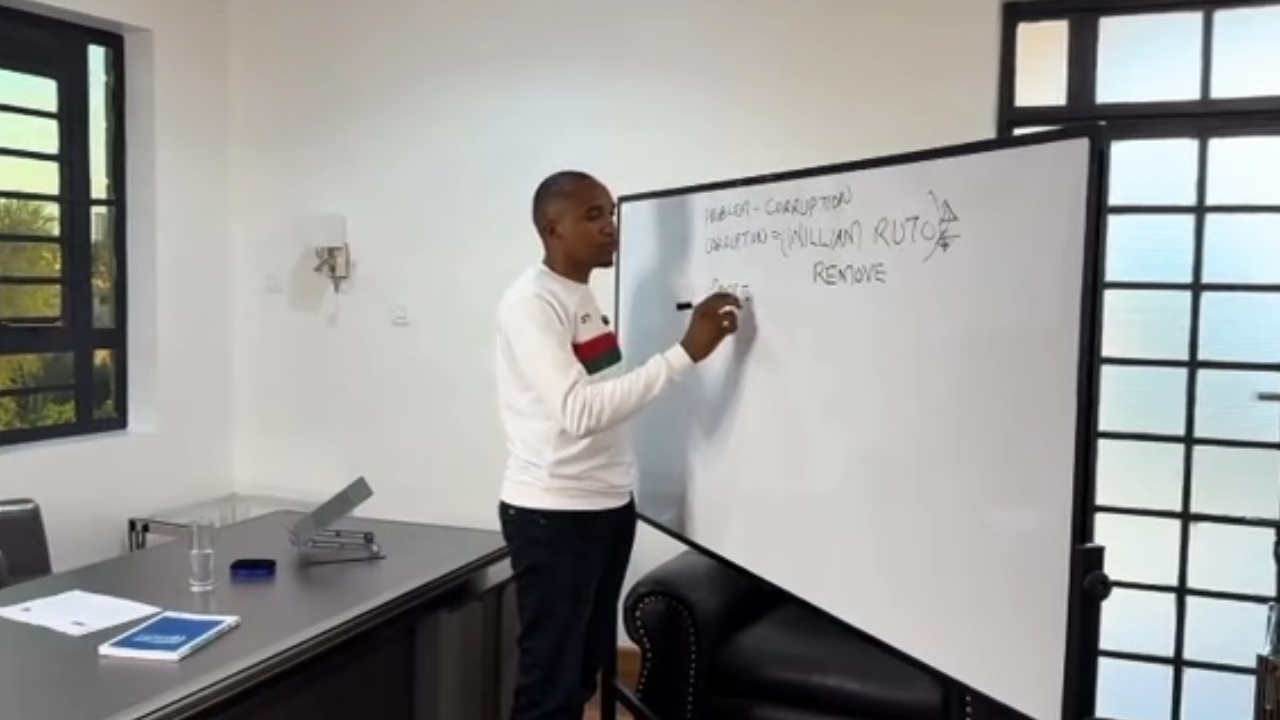 PROBLEM - CORRUPTION
CORRUPTION = (WILLIAM RUTO)
REMOVE